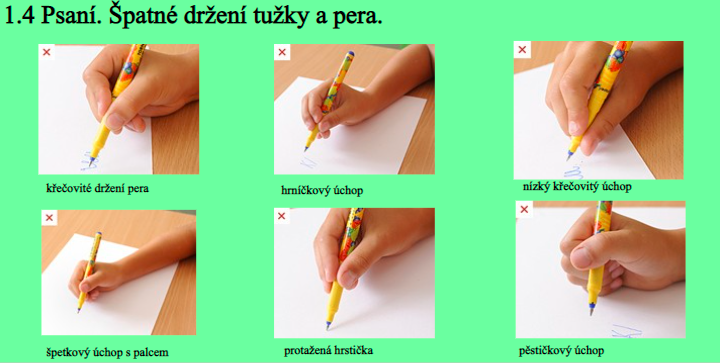 1.4 Psaní. Špatné držení tužky a pera.
křečovité držení pera
hrníčkový úchop
nízký křečovitý úchop
špetkový úchop s palcem
protažená hrstička
pěstičkový úchop